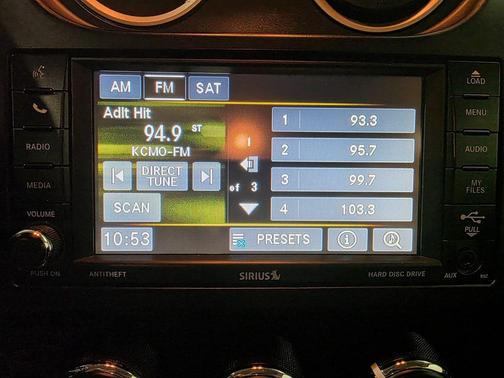 AM FM SAT
Adlt Hit
94.9 ST
KCMO-FM
DIRECT TUNE
SCAN
10:53
1
of 3
1 93.3
2 95.7
3 99.7
4 103.3
PRESETS
RADIO
MEDIA
VOLUME
PUSH ON
LOAD
MENU
AUDIO
MY FILES
PULL
AUX
ANTITHEFT
SIRIUS
HARD DISC DRIVE